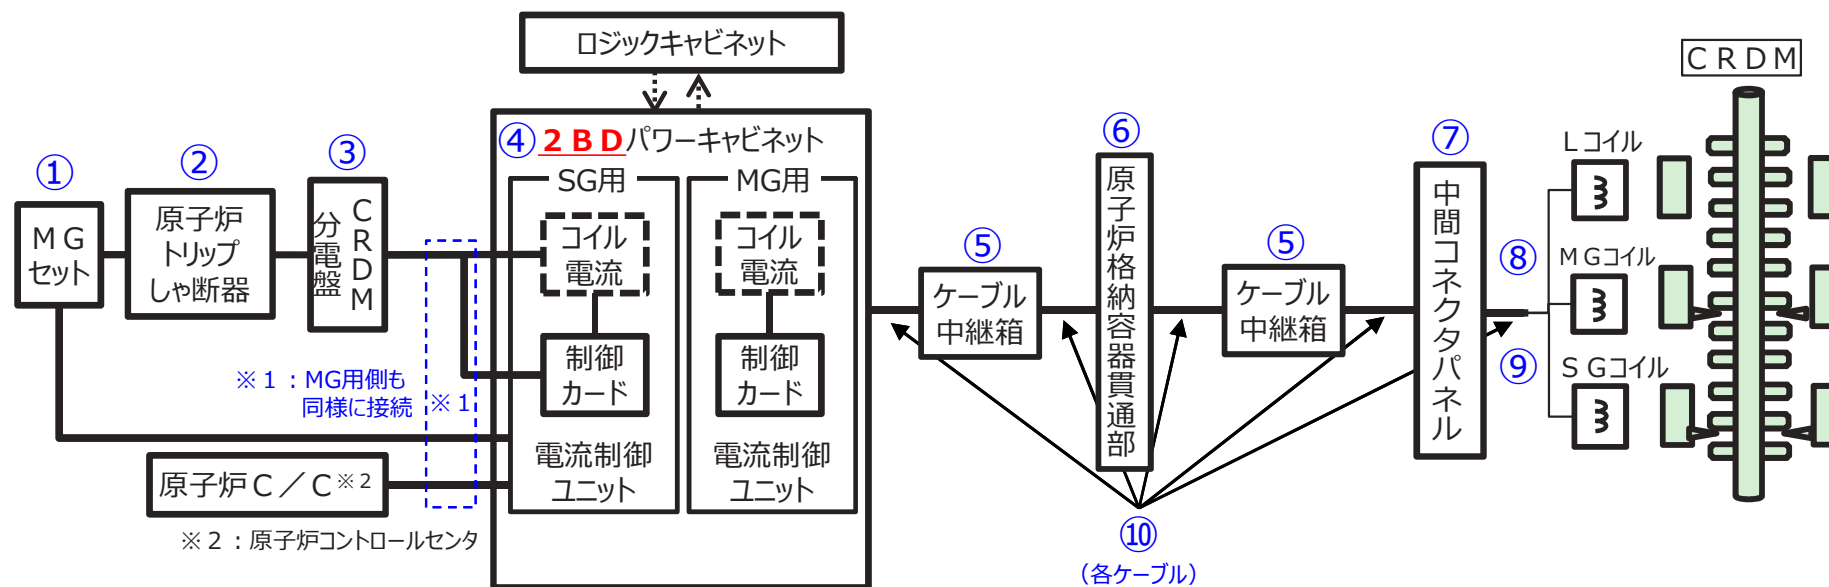 ロジックキャビネット
CRDM
①
MG
セット
②
原子炉
トリップ
しゃ断器
③
CRDM
分電盤
④2BDパワーキャビネット
SG用
コイル
電流
制御
カード
電流制御
ユニット
MG用
コイル
電流
制御
カード
電流制御
ユニット
※1:MG用側も
同様に接続
※1
原子炉C/C※2
※2:原子炉コントロールセンタ
⑤
ケーブル
中継箱
⑥
原子炉格納容器貫通部
⑤
ケーブル
中継箱
⑦
中間コネクタパネル
⑧
⑨
Lコイル
MGコイル
SGコイル
⑩
(各ケーブル)